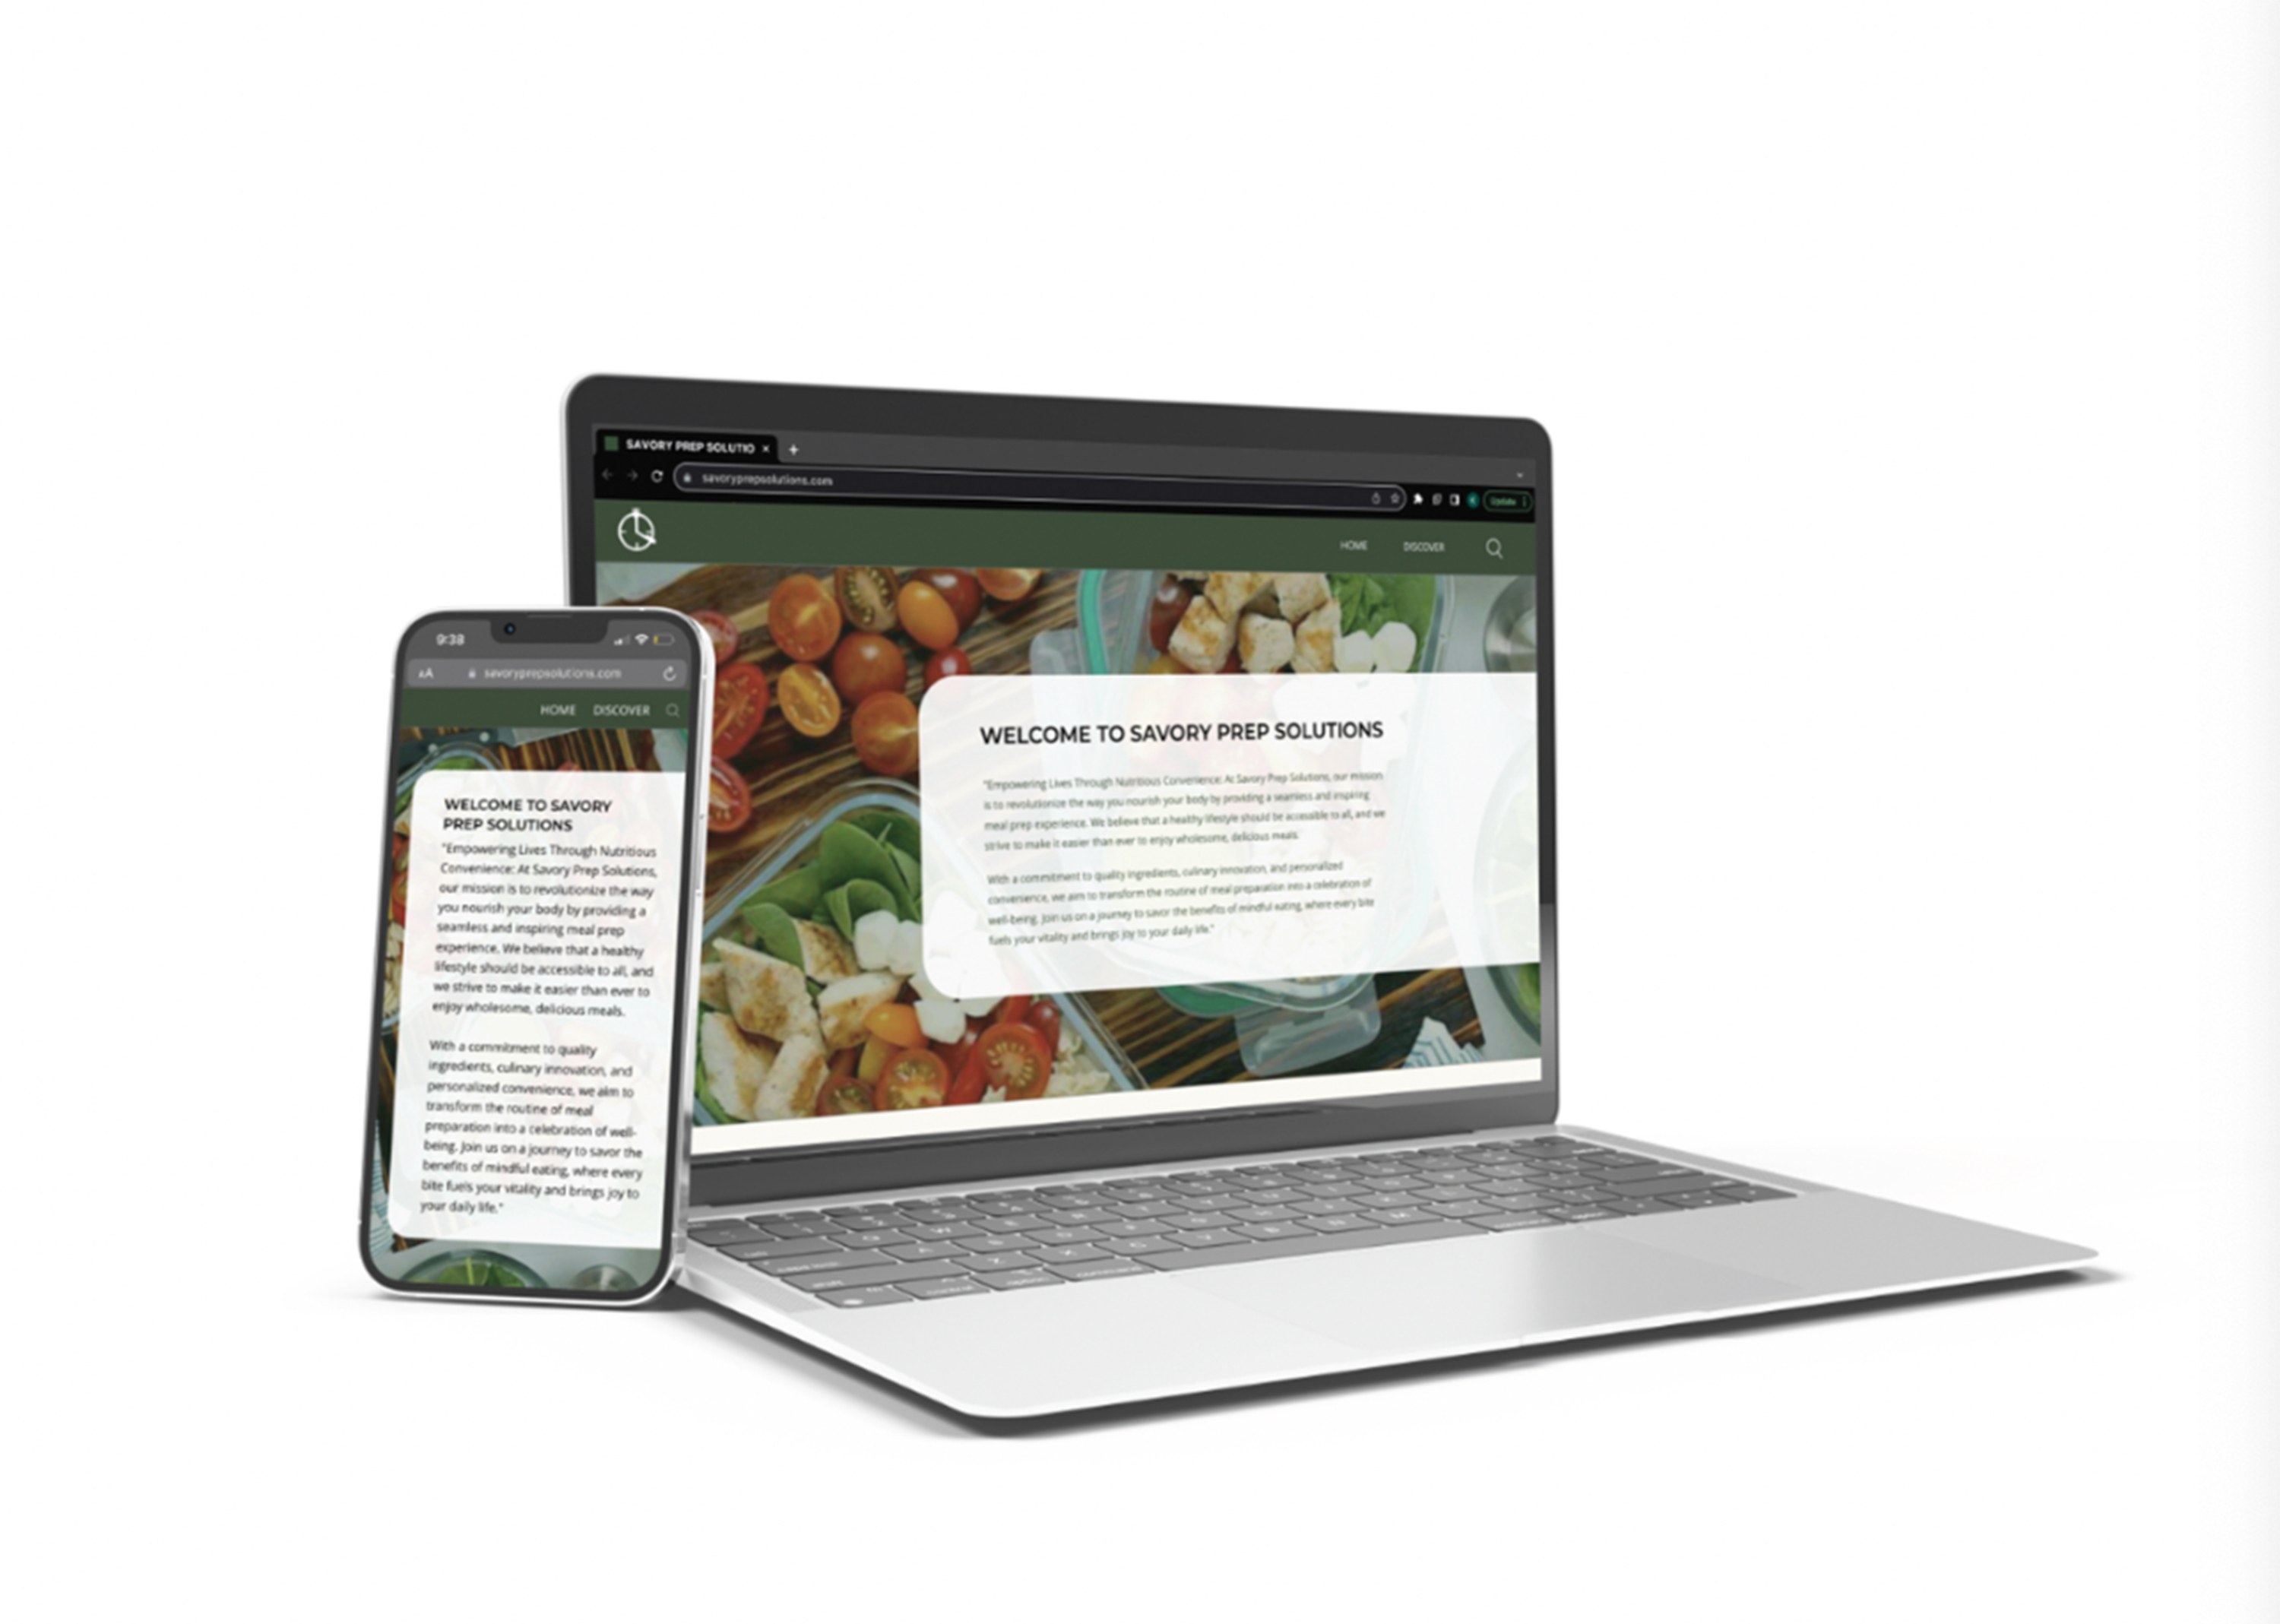 SAVORY PREP SOLUTIO
savoryprepsolutions.com
Update
HOME
DISCOVER
WELCOME TO SAVORY PREP SOLUTIONS
"Empowering Lives Through Nutritious Convenience: At Savory Prep Solutions, our mission
is to revolutionize the way you nourish your body by providing a seamless and inspiring
meal prep experience. We believe that a healthy lifestyle should be accessible to all, and we
strive to make it easier than ever to enjoy wholesome, delicious meals.
With a commitment to quality ingredients, culinary innovation, and personalized
convenience, we aim to transform the routine of meal preparation into a celebration of
well-being. Join us on a journey to savor the benefits of mindful eating, where every bite
fuels your vitality and brings joy to your daily life."
9:38
AA
savoryprepsolutions.com
HOME
DISCOVER
WELCOME TO SAVORY
PREP SOLUTIONS
"Empowering Lives Through Nutritious
Convenience: At Savory Prep Solutions,
our mission is to revolutionize the way
you nourish your body by providing a
seamless and inspiring meal prep
experience. We believe that a healthy
lifestyle should be accessible to all, and
we strive to make it easier than ever to
enjoy wholesome, delicious meals.
With a commitment to quality
ingredients, culinary innovation, and
personalized convenience, we aim to
transform the routine of meal
preparation into a celebration of well-
being. Join us on a journey to savor the
benefits of mindful eating, where every
bite fuels your vitality and brings joy to
your daily life."